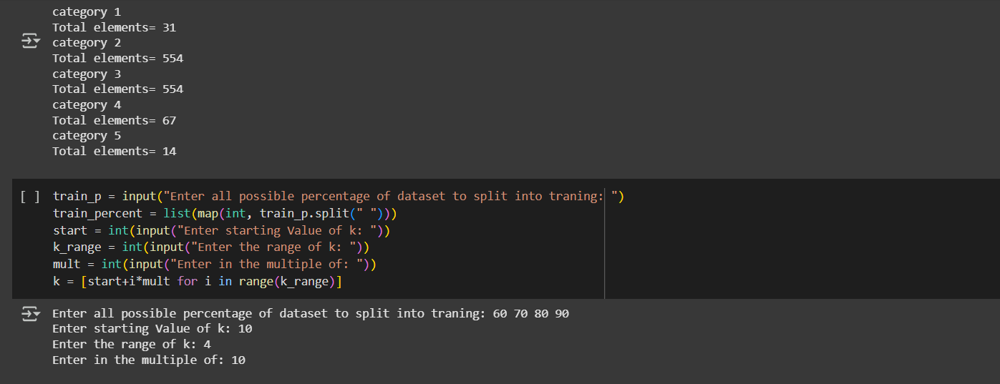 category 1
Total elements= 31
category 2
Total elements= 554
category 3
Total elements= 554
category 4
Total elements= 67
category 5
Total elements= 14
[ ] train_p = input("Enter all possible percentage of dataset to split into traning: ")
train_percent = list(map(int, train_p.split(" ")))
start = int(input("Enter starting Value of k: "))
k_range = int(input("Enter the range of k: "))
mult = int(input("Enter in the multiple of: "))
k = [start+i*mult for i in range(k_range)]
Enter all possible percentage of dataset to split into traning: 60 70 80 90
Enter starting Value of k: 10
Enter the range of k: 4
Enter in the multiple of: 10